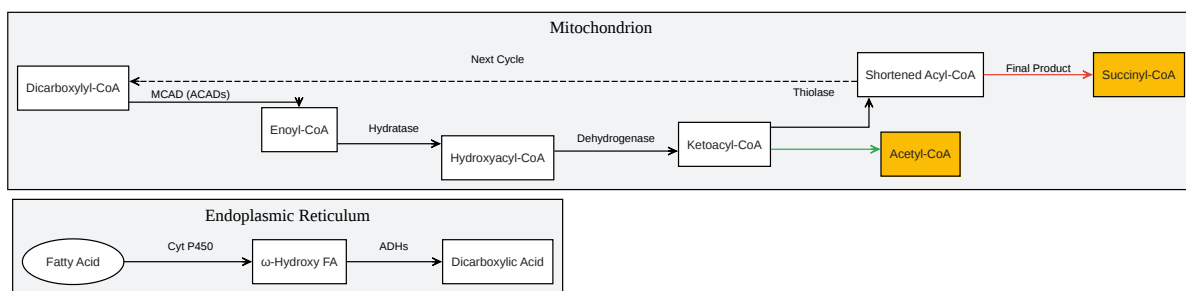 Mitochondrion
Next Cycle
Dicarboxylyl-CoA
MCAD (ACADs)
Enoyl-CoA
Hydratase
Hydroxyacyl-CoA
Dehydrogenase
Ketoacyl-CoA
Thiolase
Shortened Acyl-CoA
Final Product
Succinyl-CoA
Acetyl-CoA
Endoplasmic Reticulum
Fatty Acid
Cyt P450
ω-Hydroxy FA
ADHs
Dicarboxylic Acid